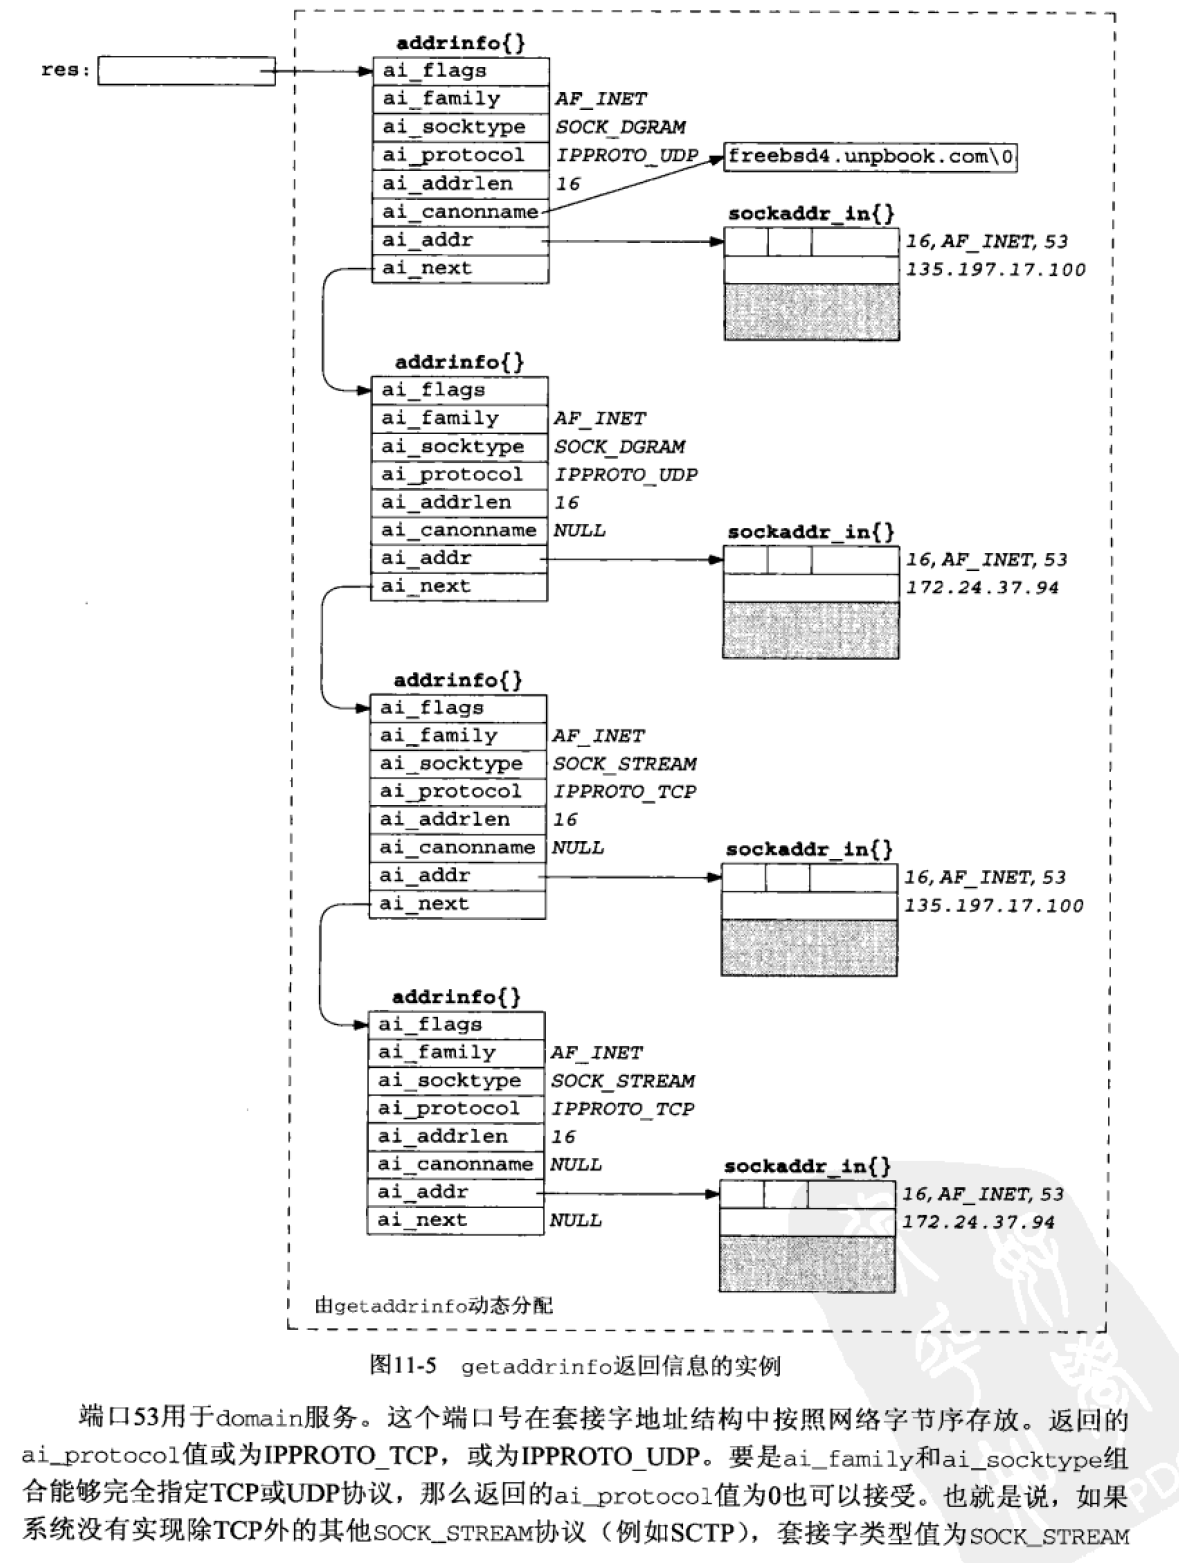 addrinfo{}
res:
ai_flags
ai_family AF_INET
ai_socktype SOCK_DGRAM
ai_protocol IPPROTO_UDP freebsd4.unpbook.com\0
ai_addrlen 16
ai_canonname sockaddr_in{}
ai_addr 16, AF_INET, 53
ai_next 135.197.17.100
addrinfo{}
ai_flags
ai_family AF_INET
ai_socktype SOCK_DGRAM
ai_protocol IPPROTO_UDP
ai_addrlen 16
ai_canonname NULL sockaddr_in{}
ai_addr 16, AF_INET, 53
ai_next 172.24.37.94
addrinfo{}
ai_flags
ai_family AF_INET
ai_socktype SOCK_STREAM
ai_protocol IPPROTO_TCP
ai_addrlen 16
ai_canonname NULL sockaddr_in{}
ai_addr 16, AF_INET, 53
ai_next 135.197.17.100
addrinfo{}
ai_flags
ai_family AF_INET
ai_socktype SOCK_STREAM
ai_protocol IPPROTO_TCP
ai_addrlen 16
ai_canonname NULL sockaddr_in{}
ai_addr 16, AF_INET, 53
ai_next NULL 172.24.37.94
由getaddrinfo动态分配
图11-5 getaddrinfo返回信息的实例
端口53用于domain服务。这个端口号在套接字地址结构中按照网络字节序存放。返回的
ai_protocol值或为IPPROTO_TCP，或为IPPROTO_UDP。要是ai_family和ai_socktype组
合能够完全指定TCP或UDP协议，那么返回的ai_protocol值为0也可以接受。也就是说，如果
系统没有实现除TCP外的其他SOCK_STREAM协议（例如SCTP），套接字类型值为SOCK_STREAM